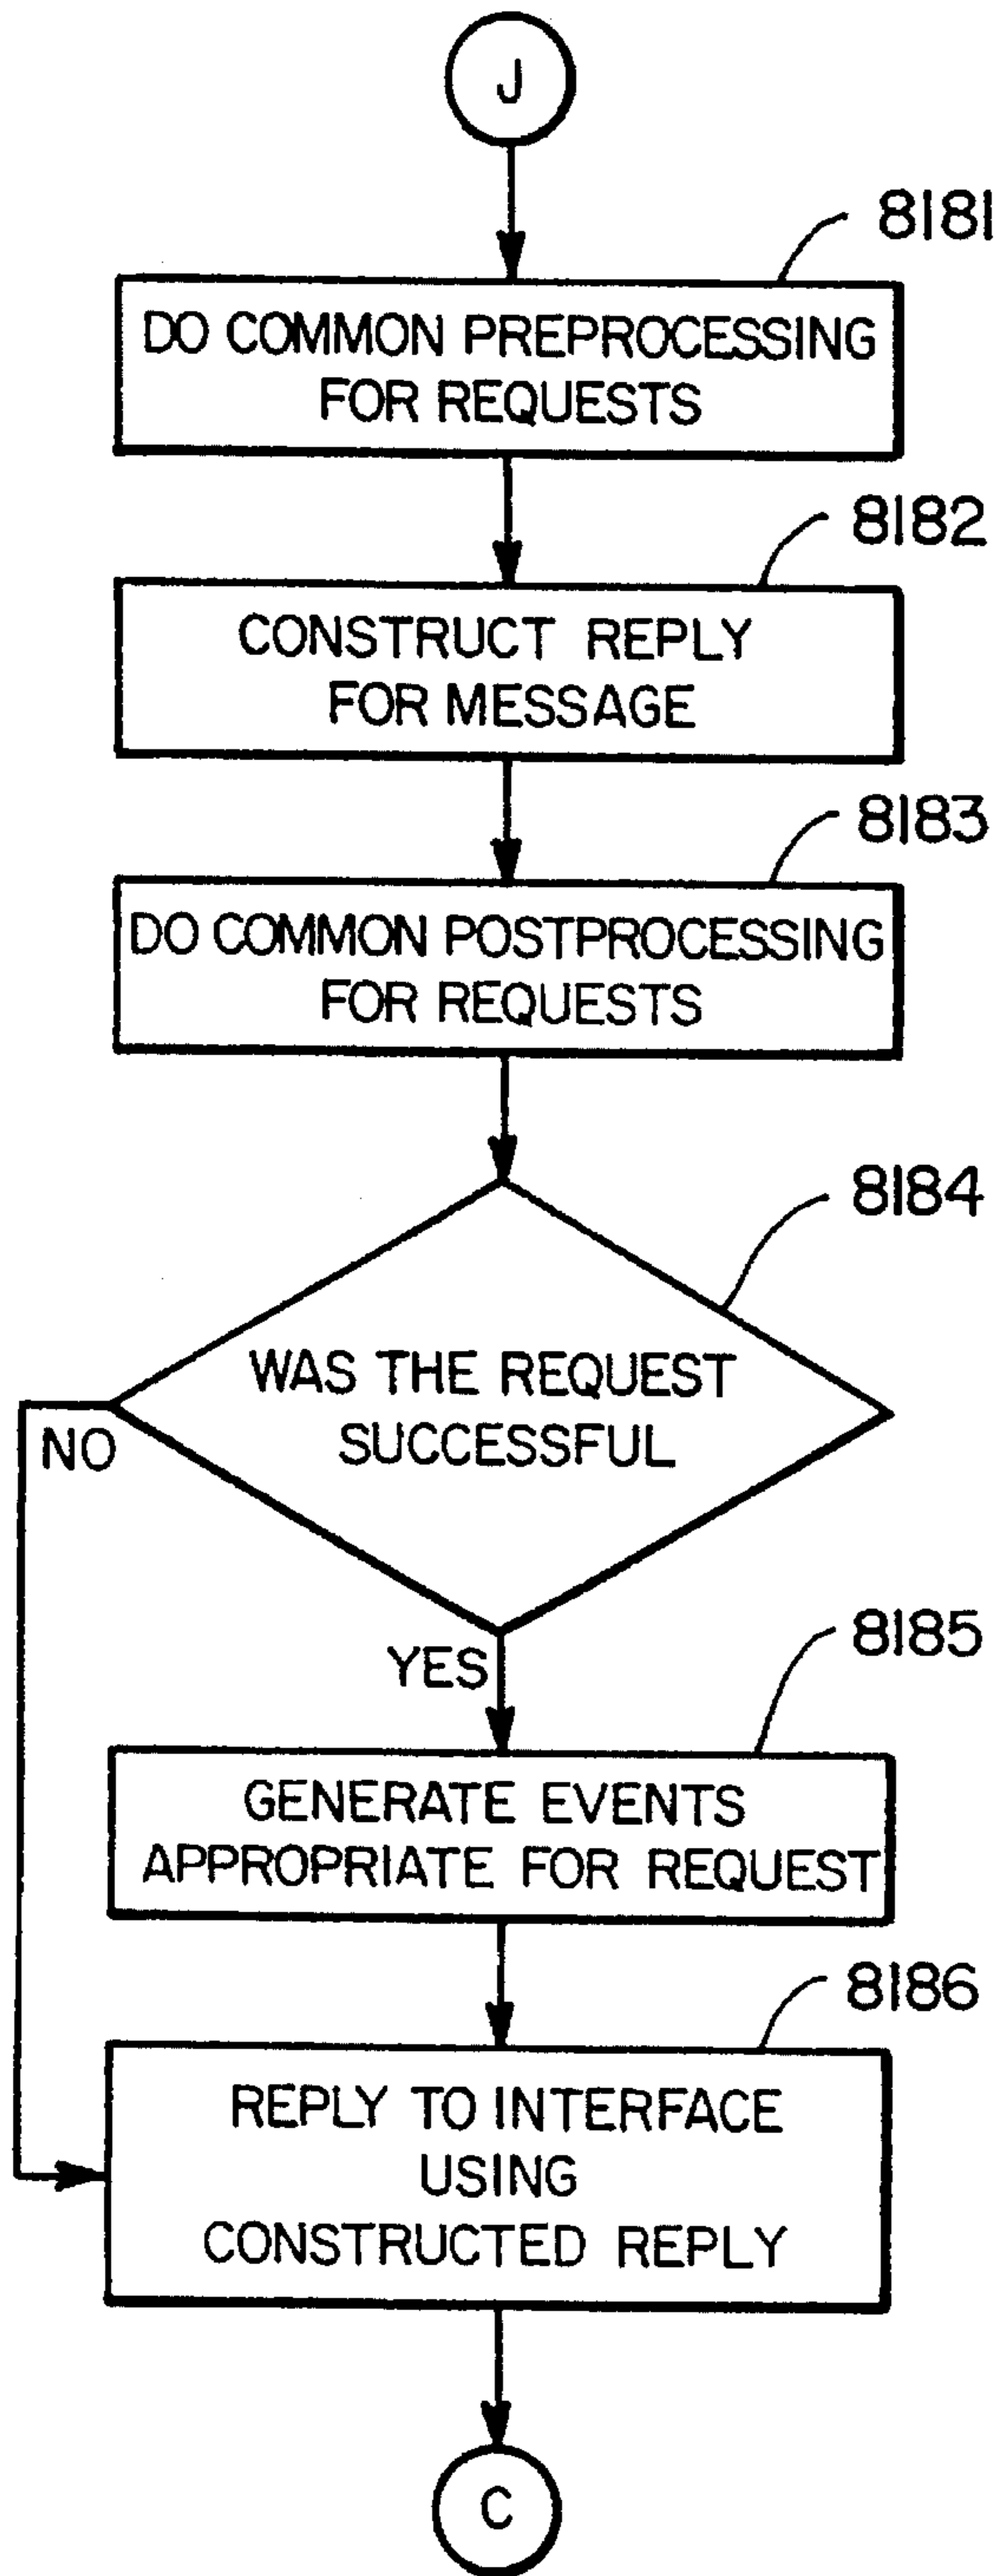 J
8181
DO COMMON PREPROCESSING
FOR REQUESTS
8182
CONSTRUCT REPLY
FOR MESSAGE
8183
DO COMMON POSTPROCESSING
FOR REQUESTS
8184
WAS THE REQUEST
SUCCESSFUL
NO
YES
8185
GENERATE EVENTS
APPROPRIATE FOR REQUEST
8186
REPLY TO INTERFACE
USING
CONSTRUCTED REPLY
C